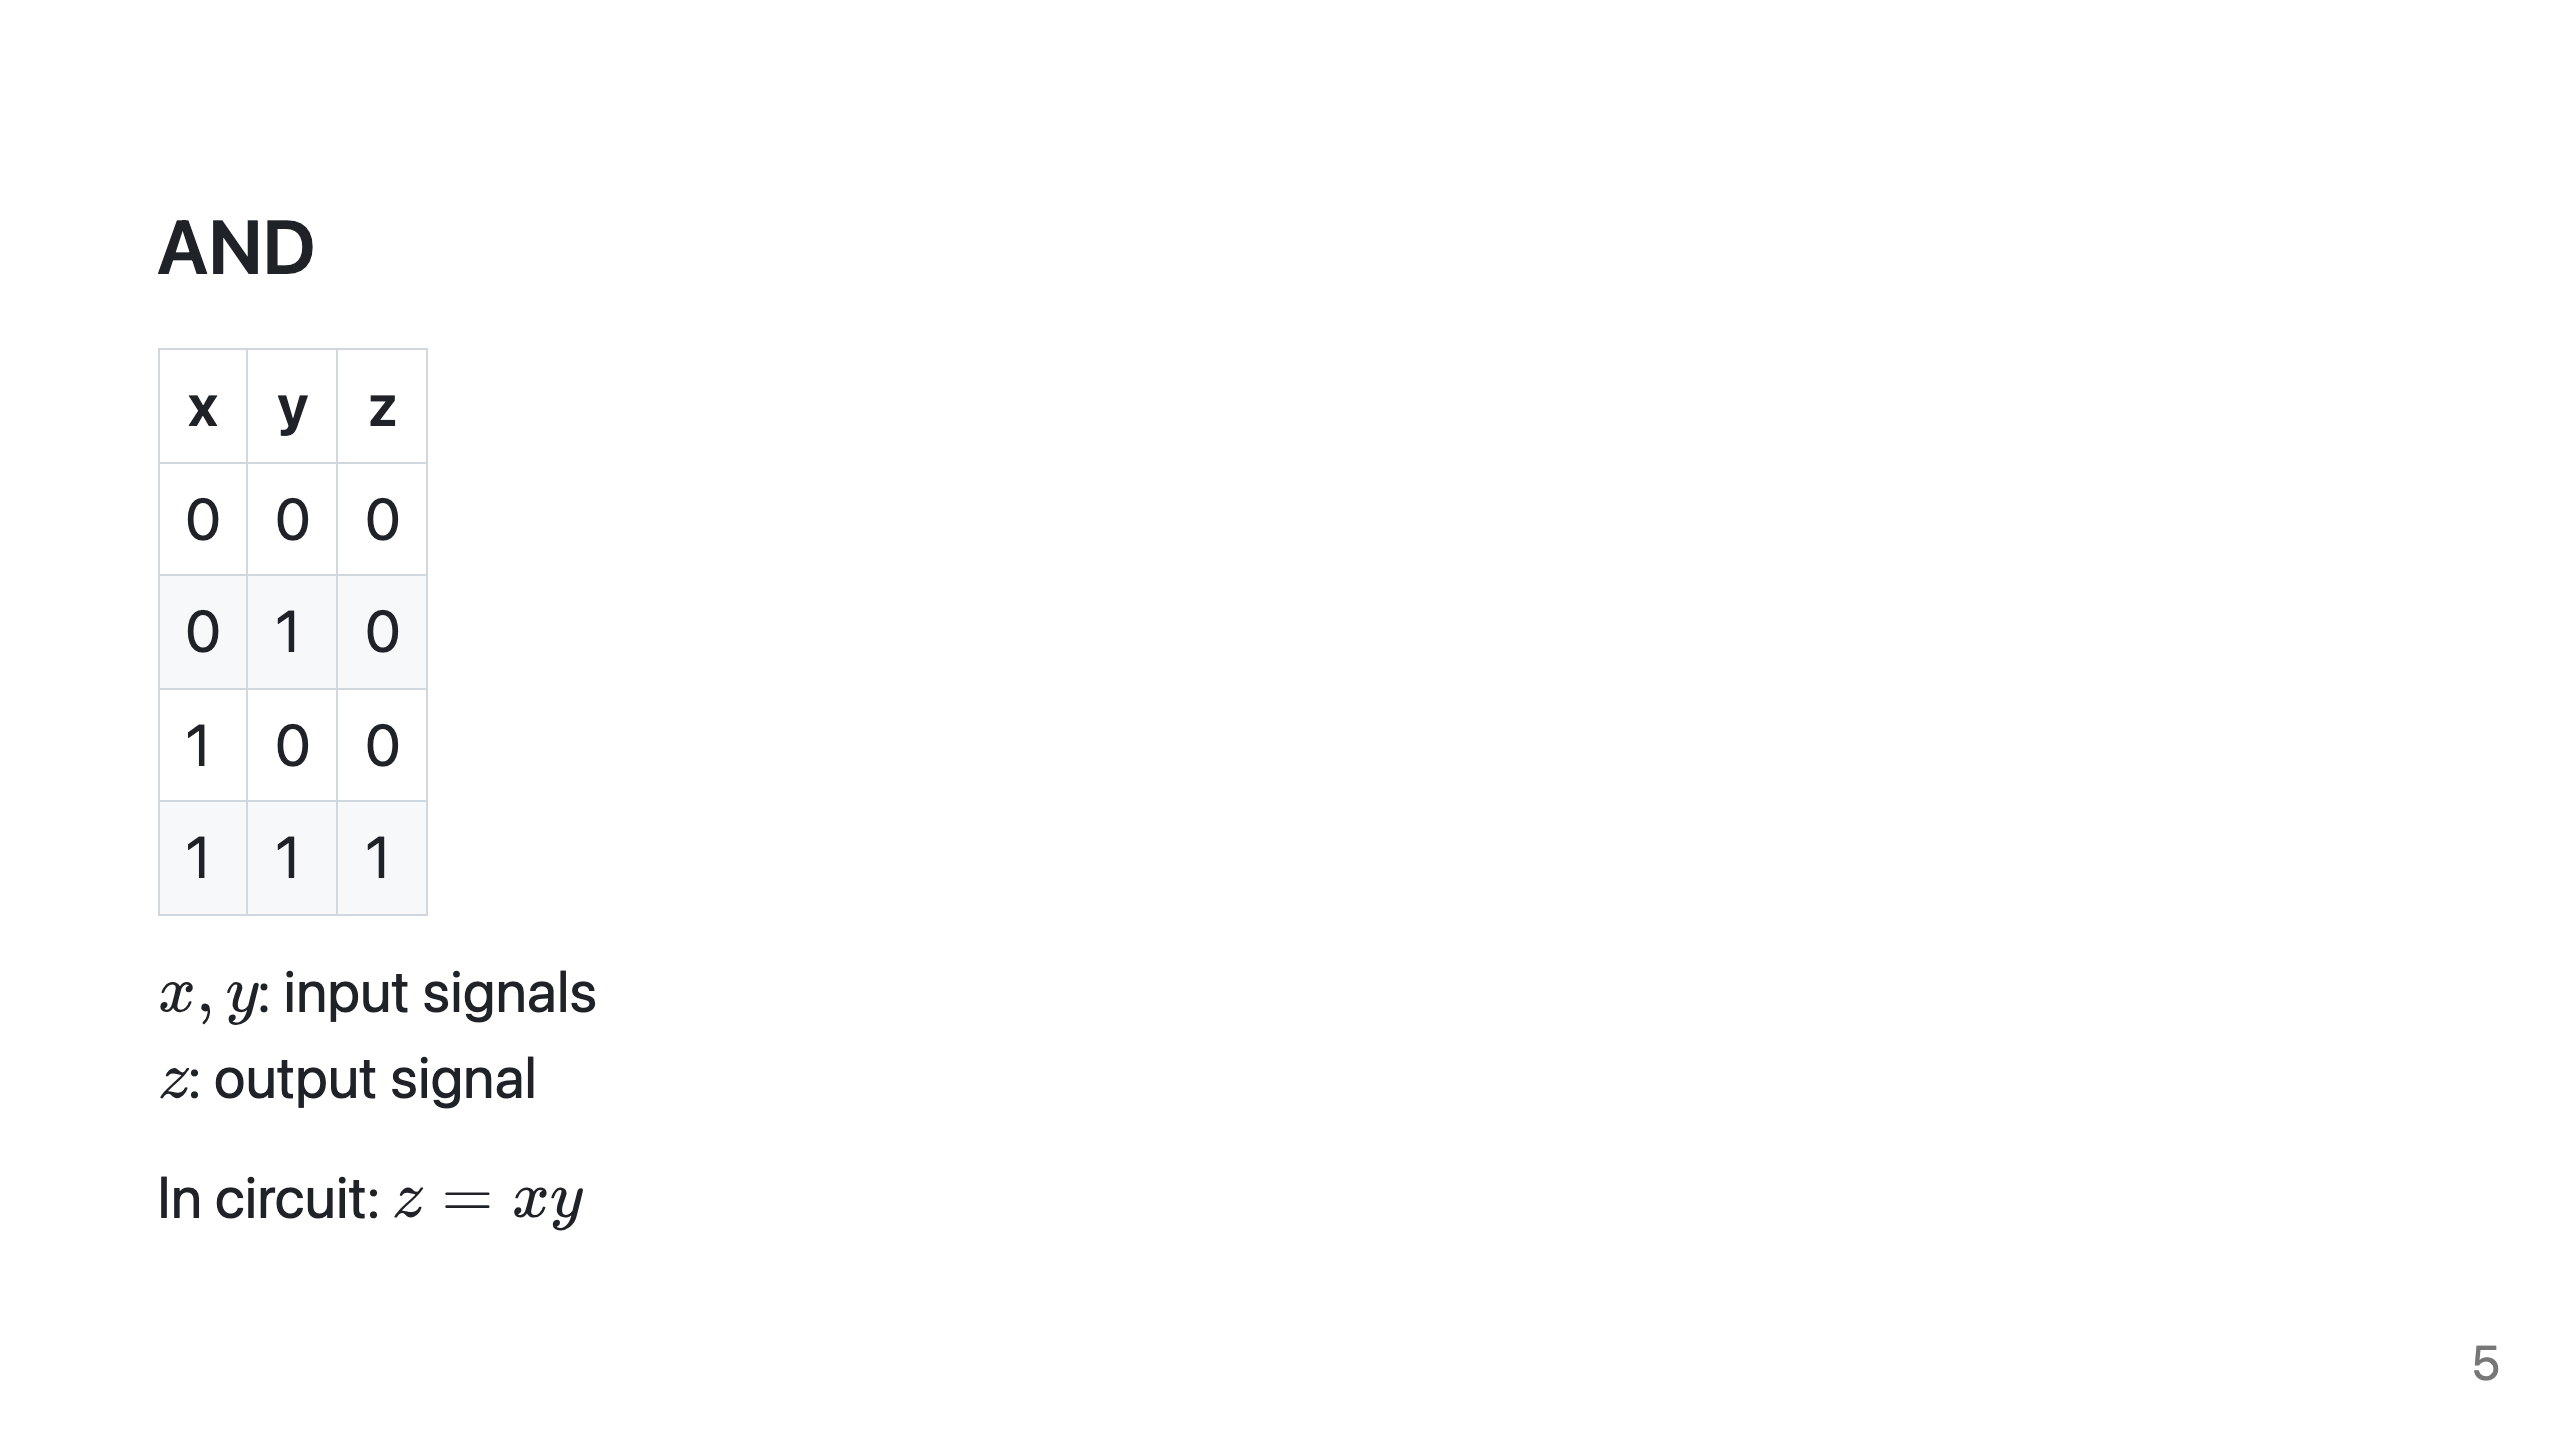 AND
x y z
0 0 0
0 1 0
1 0 0
1 1 1
x, y: input signals
z: output signal
In circuit: z = xy
5